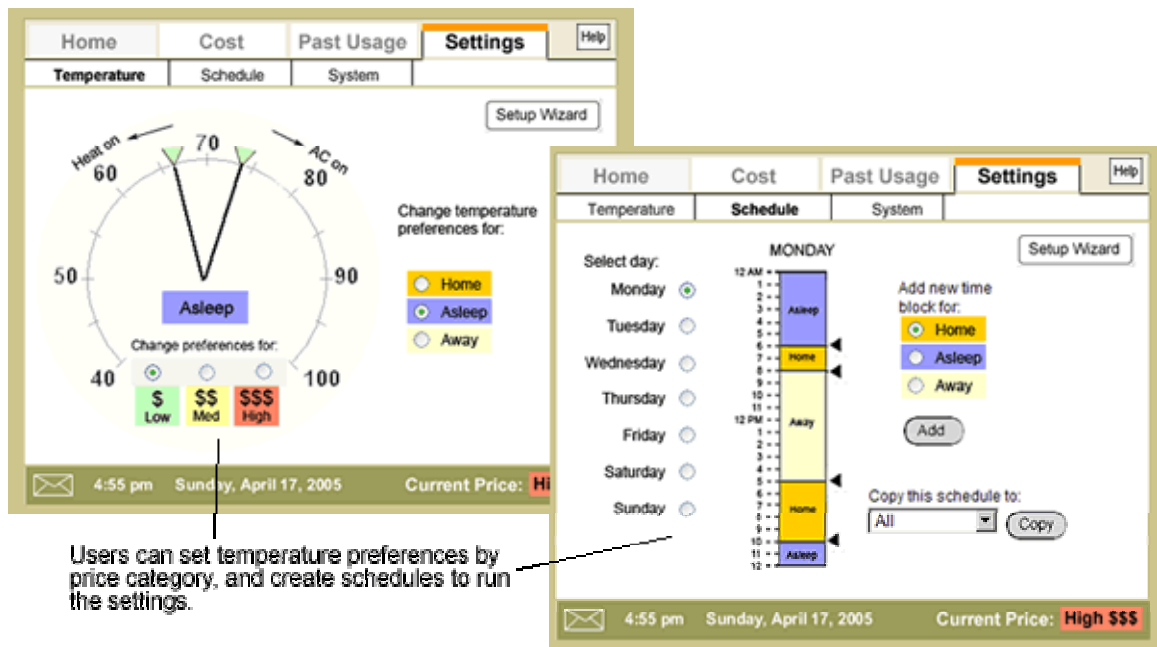 Home Cost Past Usage Settings Help
Temperature Schedule System
Setup Wizard
Heat on AC on
70
60 80
50 90
40 100
Asleep
Change preferences for:
$ $$ $$$
Low Med High
Change temperature
preferences for:
Home
Asleep
Away
4:55 pm Sunday, April 17, 2005 Current Price: Hi
Users can set temperature preferences by
price category, and create schedules to run
the settings.
Home Cost Past Usage Settings Help
Temperature Schedule System
Setup Wizard
Select day:
Monday
Tuesday
Wednesday
Thursday
Friday
Saturday
Sunday
MONDAY
12 AM
1
2
3 Asleep
4
5
6
7 Home
8
9
10
11
12 PM Away
1
2
3
4
5
6
7 Home
8
9
10
11 Asleep
12
Add new time
block for:
Home
Asleep
Away
Add
Copy this schedule to:
All Copy
4:55 pm Sunday, April 17, 2005 Current Price: High $$$